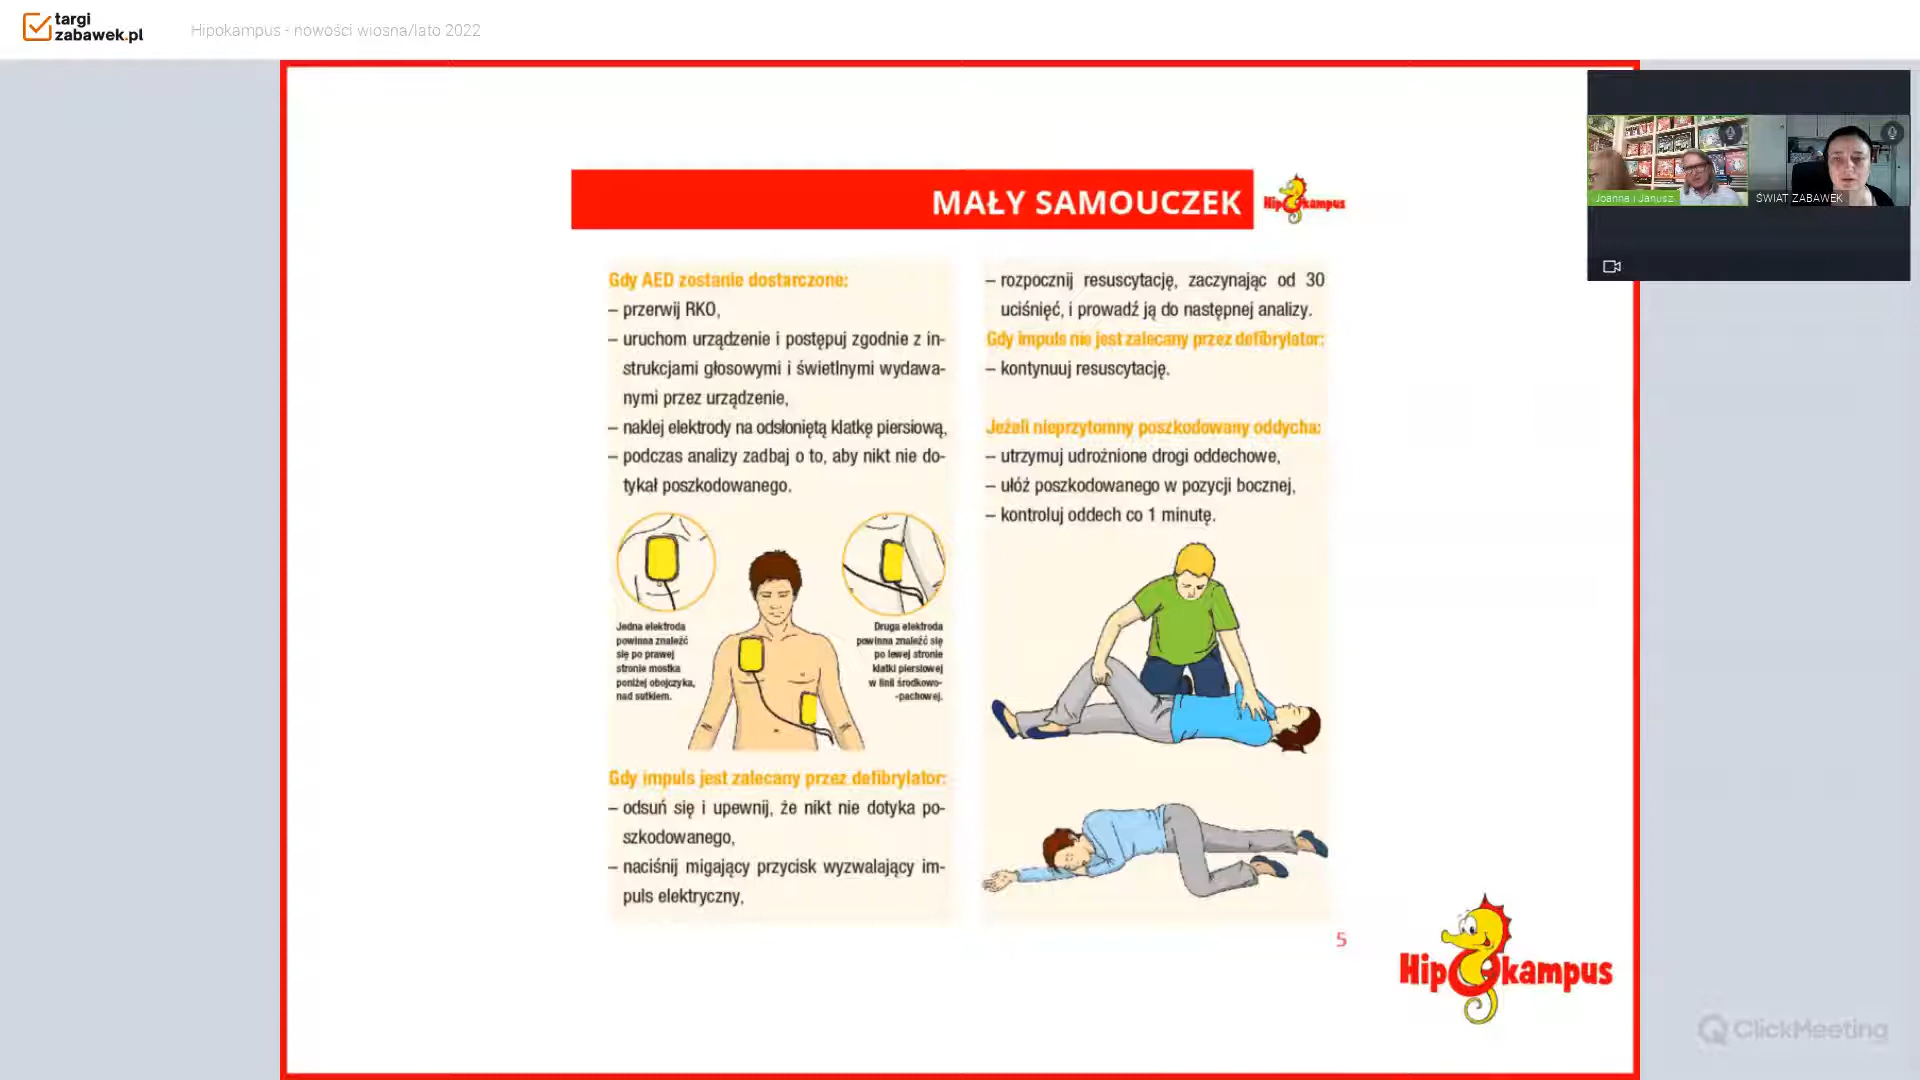 targi
zabawek.pl
Hipokampus - nowości wiosna/lato 2022
MAŁY SAMOUCZEK
Hipokampus
Gdy AED zostanie dostarczone:
– przerwij RKO,
– uruchom urządzenie i postępuj zgodnie z in-
strukcjami głosowymi i świetlnymi wydawa-
nymi przez urządzenie,
– naklej elektrody na odsłoniętą klatkę piersiową,
– podczas analizy zadbaj o to, aby nikt nie do-
tykał poszkodowanego.
Jedna elektroda
powinna znaleźć
się po prawej
stronie mostka
poniżej obojczyka,
nad sutkiem.
Druga elektroda
powinna znaleźć się
po lewej stronie
klatki piersiowej
w linii środkowo-
-pachowej.
Gdy impuls jest zalecany przez defibrylator:
– odsuń się i upewnij, że nikt nie dotyka po-
szkodowanego,
– naciśnij migający przycisk wyzwalający im-
puls elektryczny,
– rozpocznij resuscytację, zaczynając od 30
uciśnięć, i prowadź ją do następnej analizy.
Gdy impuls nie jest zalecany przez defibrylator:
– kontynuuj resuscytację.
Jeżeli nieprzytomny poszkodowany oddycha:
– utrzymuj udrożnione drogi oddechowe,
– ułóż poszkodowanego w pozycji bocznej,
– kontroluj oddech co 1 minutę.
5
Hipokampus
Joanna i Janusz
ŚWIAT ZABAWEK
ClickMeeting